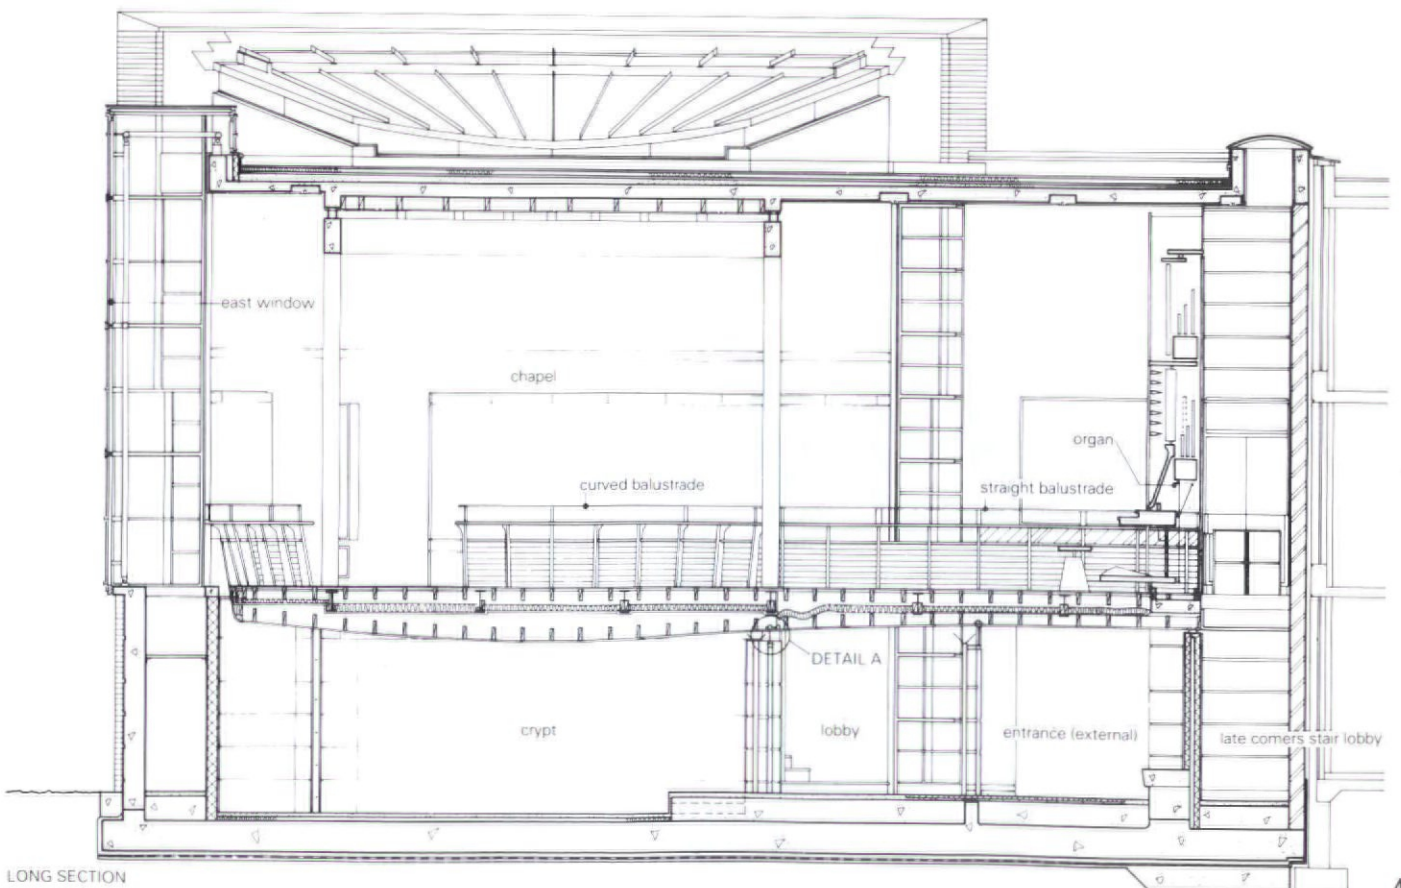 east window
chapel
organ
curved balustrade
straight balustrade
DETAIL A
crypt
lobby
entrance (external)
late comers stair lobby
LONG SECTION